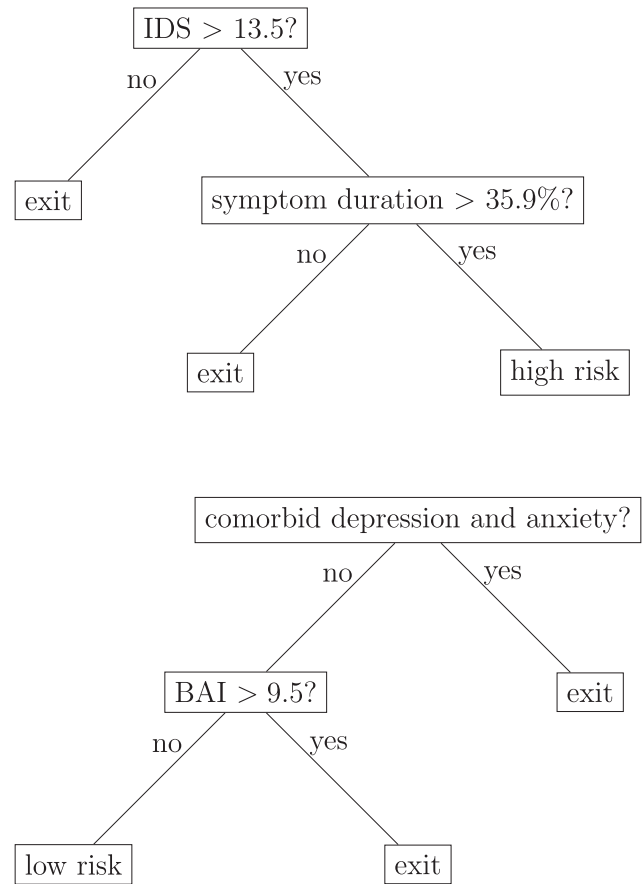 IDS > 13.5?
no
yes
exit
symptom duration > 35.9%?
no
yes
exit
high risk
comorbid depression and anxiety?
no
yes
BAI > 9.5?
exit
no
yes
low risk
exit